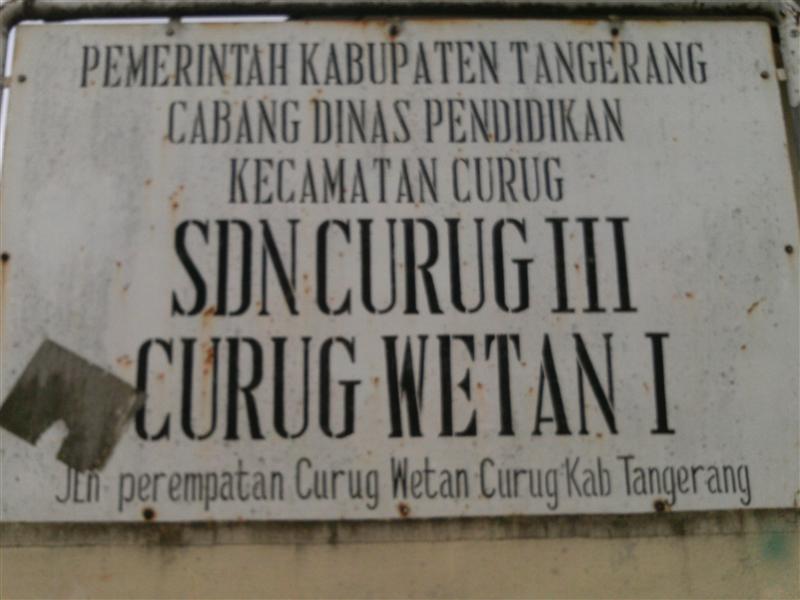 PEMERINTAH KABUPATEN TANGERANG
CABANG DINAS PENDIDIKAN
KECAMATAN CURUG
SDN CURUG III
CURUG WETAN I
JLn perempatan Curug Wetan Curug Kab Tangerang